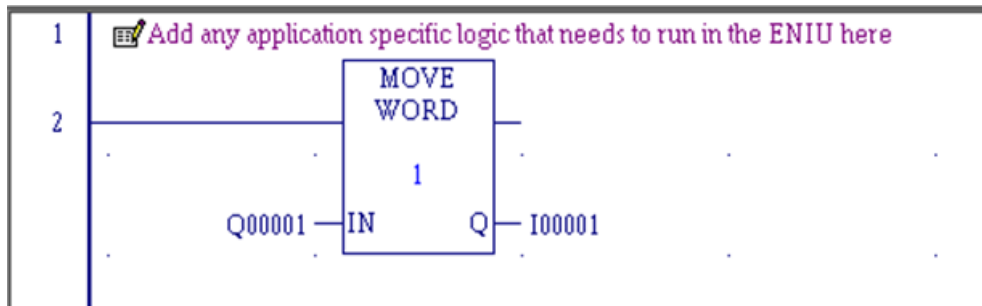 1 Add any application specific logic that needs to run in the ENIU here
MOVE
2 WORD
1
Q00001 IN Q I00001